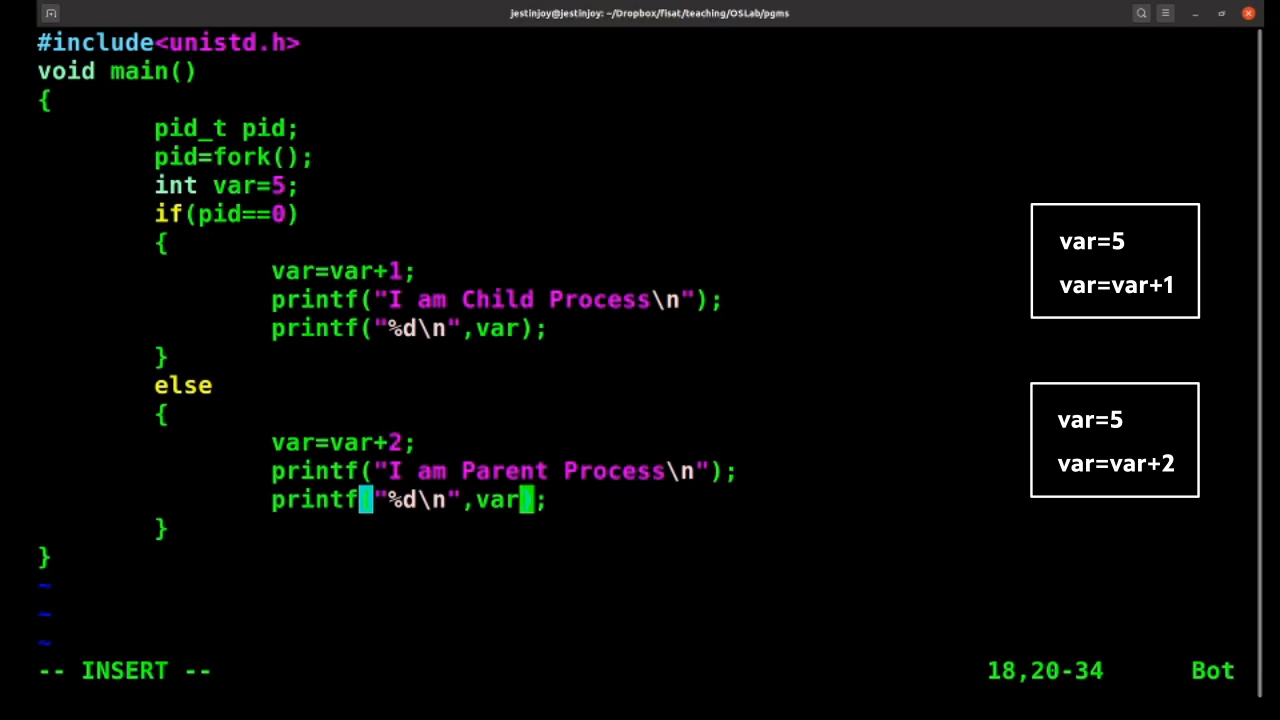 jestinjoy@jestinjoy: ~/Dropbox/fisat/teaching/OSLab/pgms
#include<unistd.h>
void main()
{
pid_t pid;
pid=fork();
int var=5;
if(pid==0)
{
var=var+1;
printf("I am Child Process\n");
printf("%d\n",var);
}
else
{
var=var+2;
printf("I am Parent Process\n");
printf("%d\n",var);
}
}
~
~
~
-- INSERT --
18,20-34
Bot
var=5
var=var+1
var=5
var=var+2